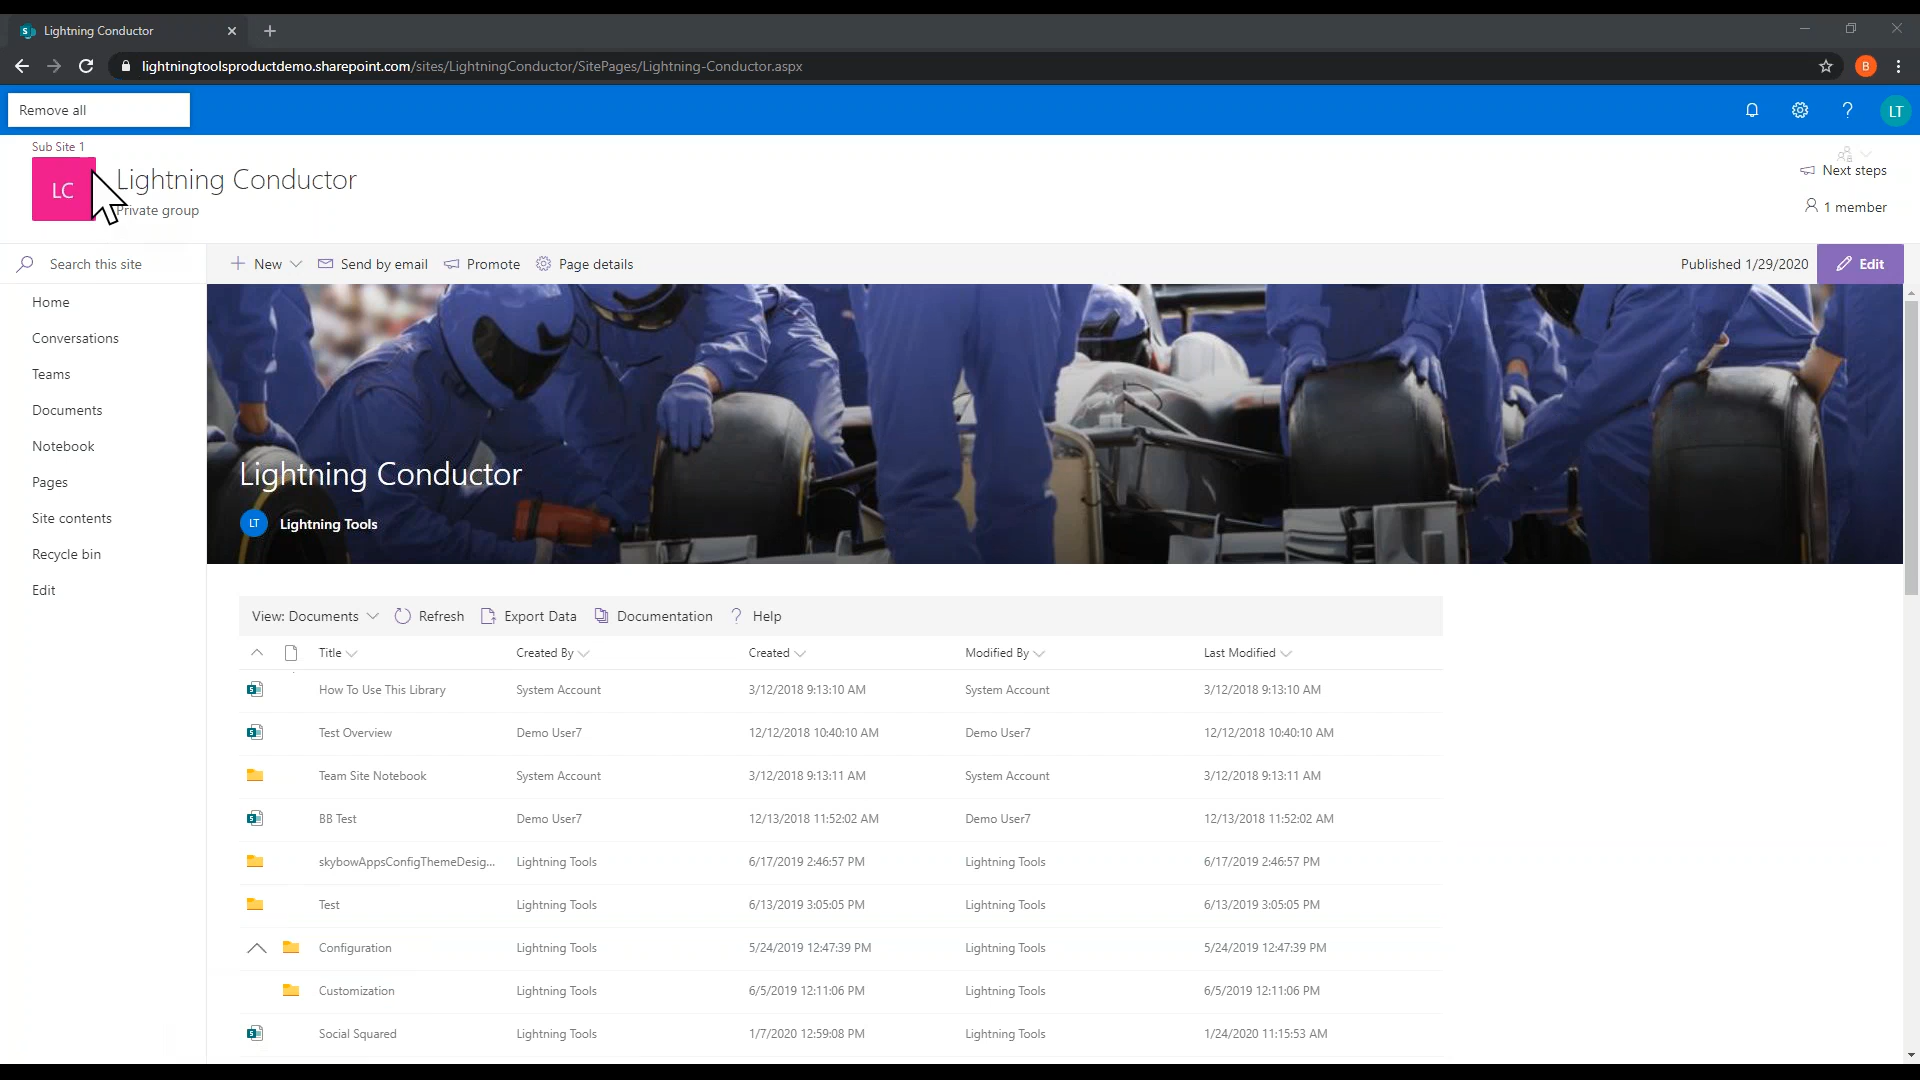 Lightning Conductor
lightningtoolsproductdemo.sharepoint.com/sites/LightningConductor/SitePages/Lightning-Conductor.aspx
B
Remove all
LT
Sub Site 1
LC
Lightning Conductor
Private group
Next steps
1 member
Search this site
New
Send by email
Promote
Page details
Published 1/29/2020
Edit
Home
Conversations
Teams
Documents
Notebook
Pages
Site contents
Recycle bin
Edit
Lightning Conductor
LT Lightning Tools
View: Documents Refresh Export Data Documentation ? Help
Title Created By Created Modified By Last Modified
How To Use This Library System Account 3/12/2018 9:13:10 AM System Account 3/12/2018 9:13:10 AM
Test Overview Demo User7 12/12/2018 10:40:10 AM Demo User7 12/12/2018 10:40:10 AM
Team Site Notebook System Account 3/12/2018 9:13:11 AM System Account 3/12/2018 9:13:11 AM
BB Test Demo User7 12/13/2018 11:52:02 AM Demo User7 12/13/2018 11:52:02 AM
skybowAppsConfigThemeDesig... Lightning Tools 6/17/2019 2:46:57 PM Lightning Tools 6/17/2019 2:46:57 PM
Test Lightning Tools 6/13/2019 3:05:05 PM Lightning Tools 6/13/2019 3:05:05 PM
Configuration Lightning Tools 5/24/2019 12:47:39 PM Lightning Tools 5/24/2019 12:47:39 PM
Customization Lightning Tools 6/5/2019 12:11:06 PM Lightning Tools 6/5/2019 12:11:06 PM
Social Squared Lightning Tools 1/7/2020 12:59:08 PM Lightning Tools 1/24/2020 11:15:53 AM